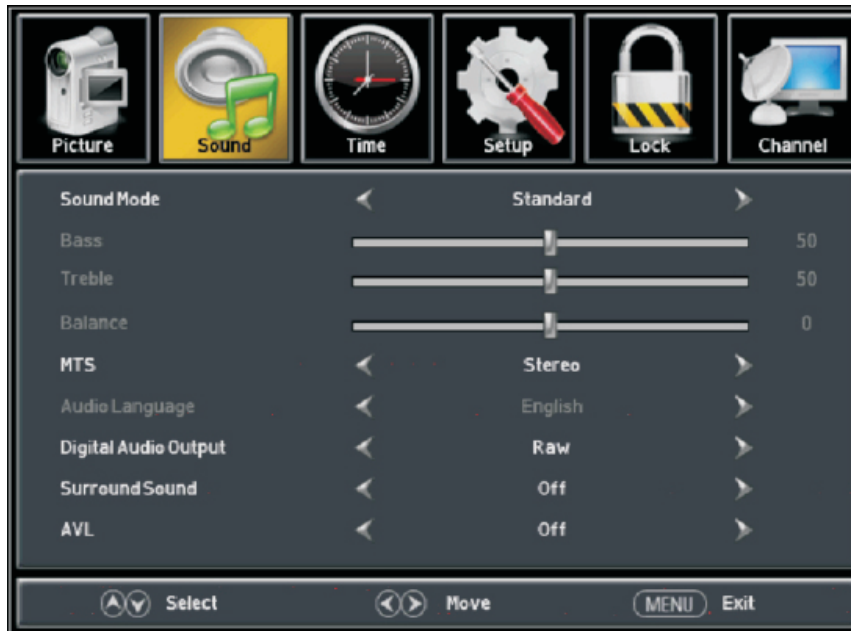 Picture Sound Time Setup Lock Channel
Sound Mode Standard
Bass 50
Treble 50
Balance 0
MTS Stereo
Audio Language English
Digital Audio Output Raw
Surround Sound Off
AVL Off
Select Move MENU Exit